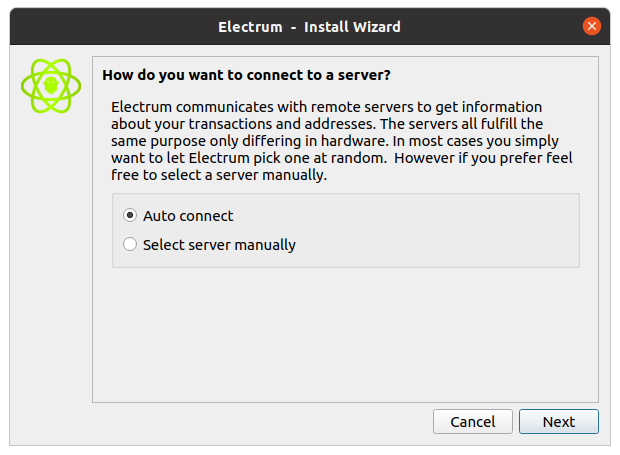 Electrum - Install Wizard
How do you want to connect to a server?
Electrum communicates with remote servers to get information
about your transactions and addresses. The servers all fulfill the
same purpose only differing in hardware. In most cases you simply
want to let Electrum pick one at random.  However if you prefer feel
free to select a server manually.
Auto connect
Select server manually
Cancel Next